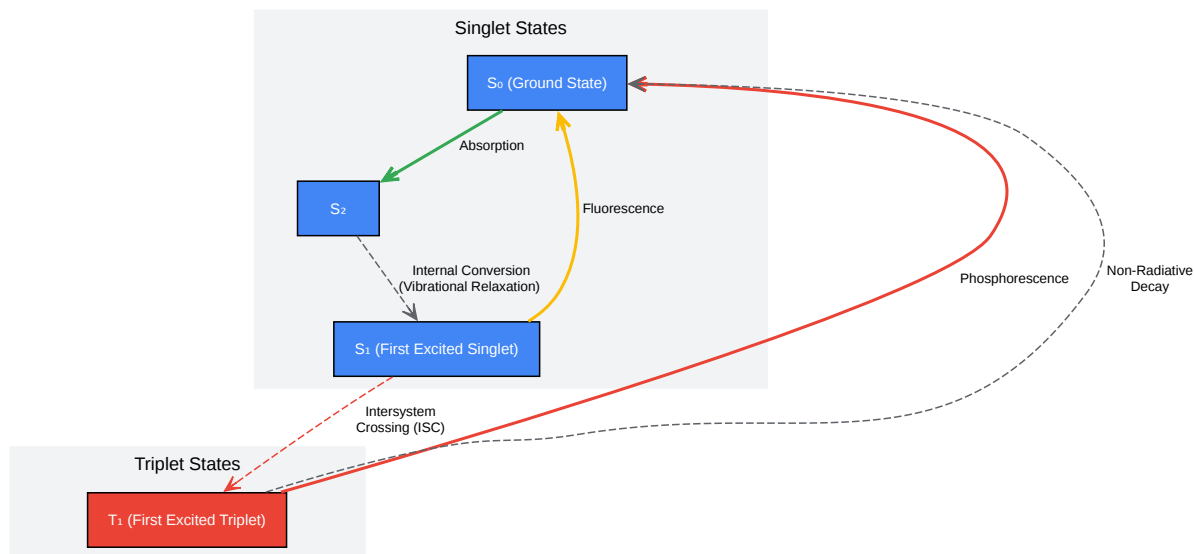 Singlet States
S₀ (Ground State)
Absorption
S₂
Fluorescence
Internal Conversion
(Vibrational Relaxation)
Phosphorescence
Non-Radiative
Decay
S₁ (First Excited Singlet)
Intersystem
Crossing (ISC)
Triplet States
T₁ (First Excited Triplet)